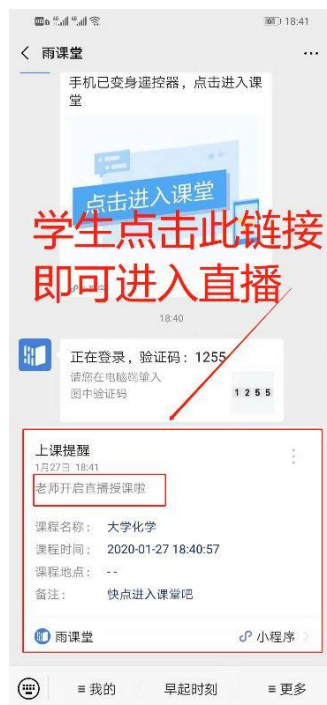 18:41
雨课堂
手机已变身遥控器，点击进入课
堂
点击进入课堂
学生点击此链接
即可进入直播
18:40
正在登录，验证码：1255
请您在电脑端输入
图中验证码
1 2 5 5
上课提醒
1月27日 18:41
老师开启直播授课啦
课程名称： 大学化学
课程时间： 2020-01-27 18:40:57
课程地点： --
备注： 快点进入课堂吧
雨课堂
小程序
≡ 我的
早起时刻
≡ 更多